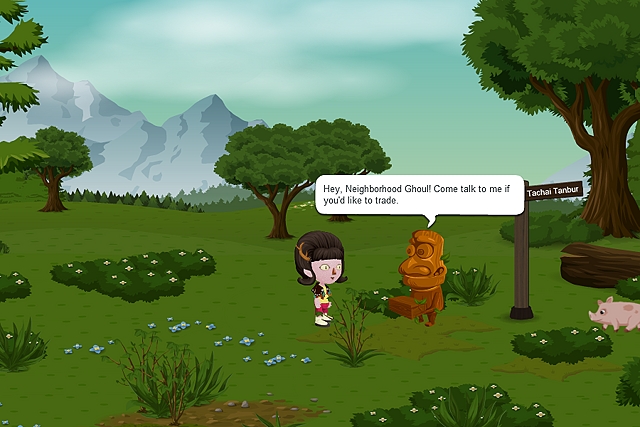 Hey, Neighborhood Ghoul! Come talk to me if
you'd like to trade.
Tachai Tanbur